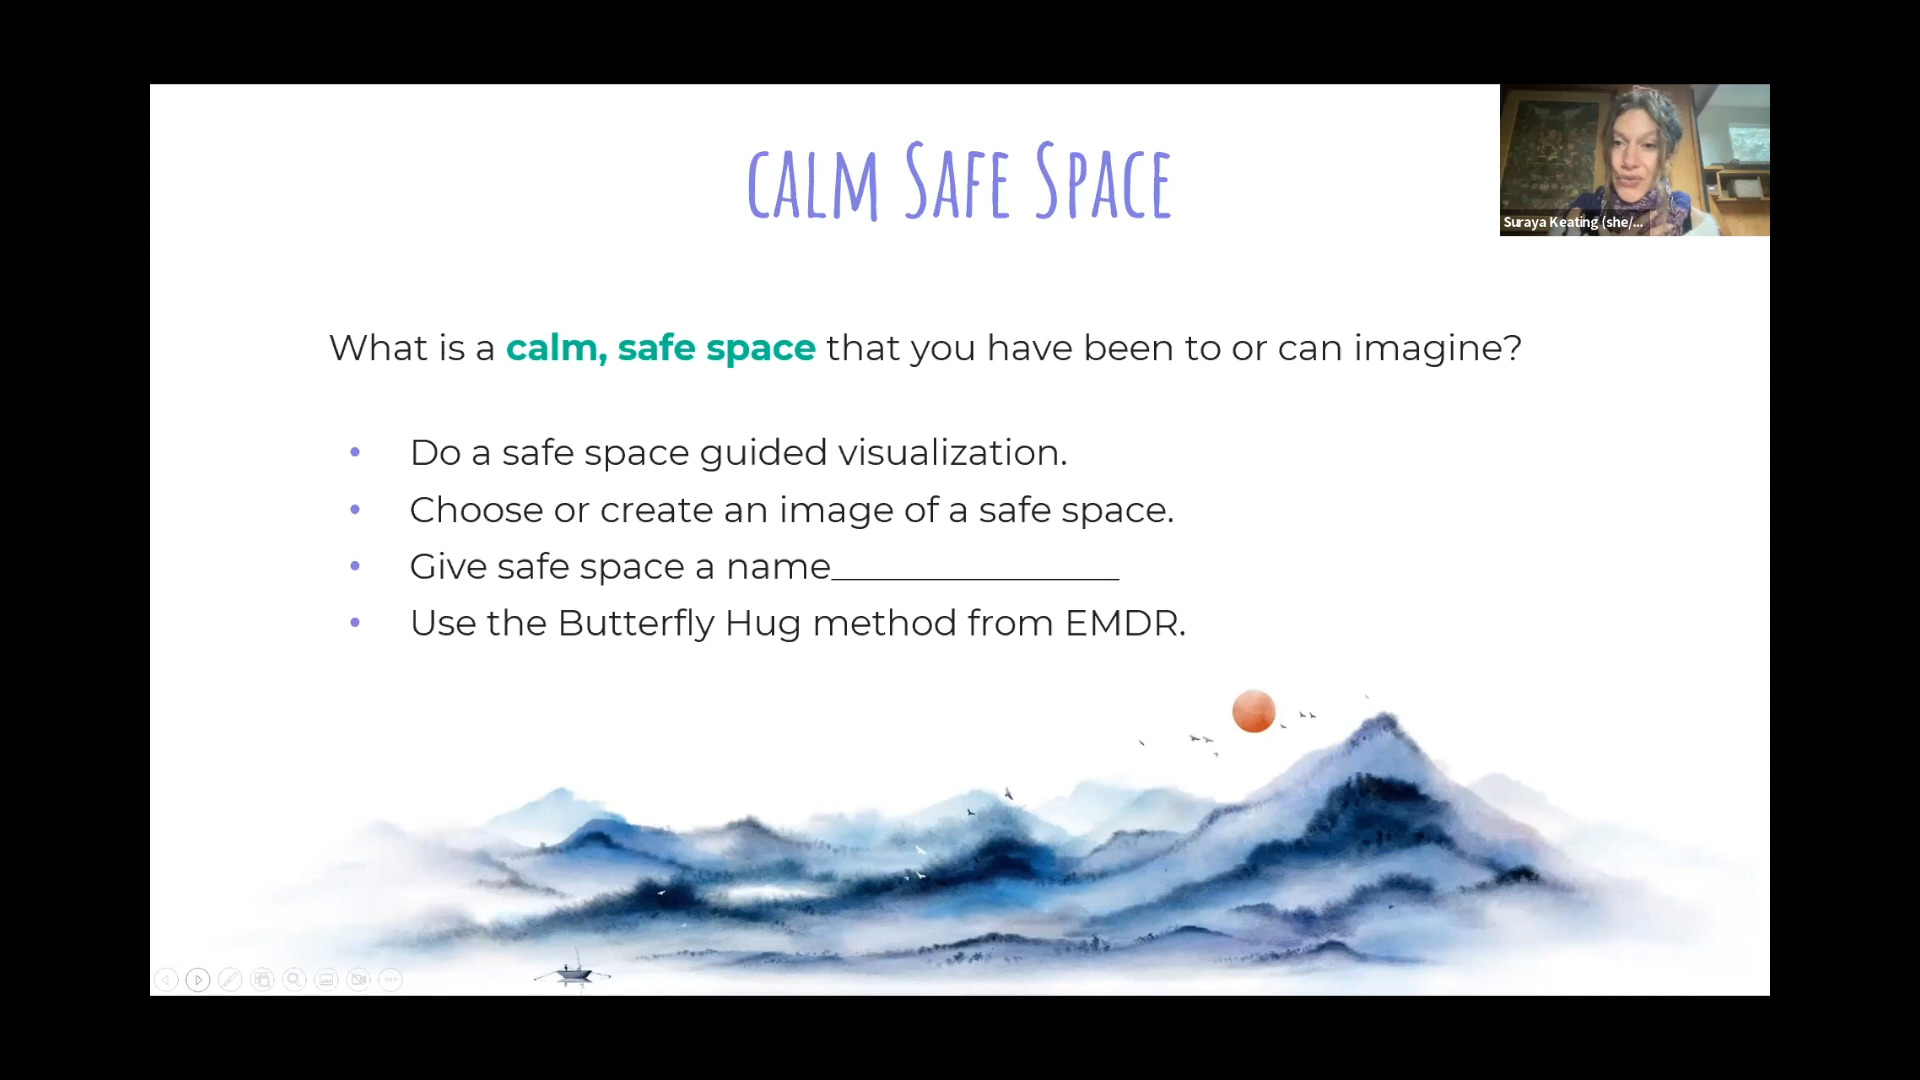 CALM SAFE SPACE
Suraya Keating (she/...
What is a calm, safe space that you have been to or can imagine?
• Do a safe space guided visualization.
• Choose or create an image of a safe space.
• Give safe space a name_______________
• Use the Butterfly Hug method from EMDR.